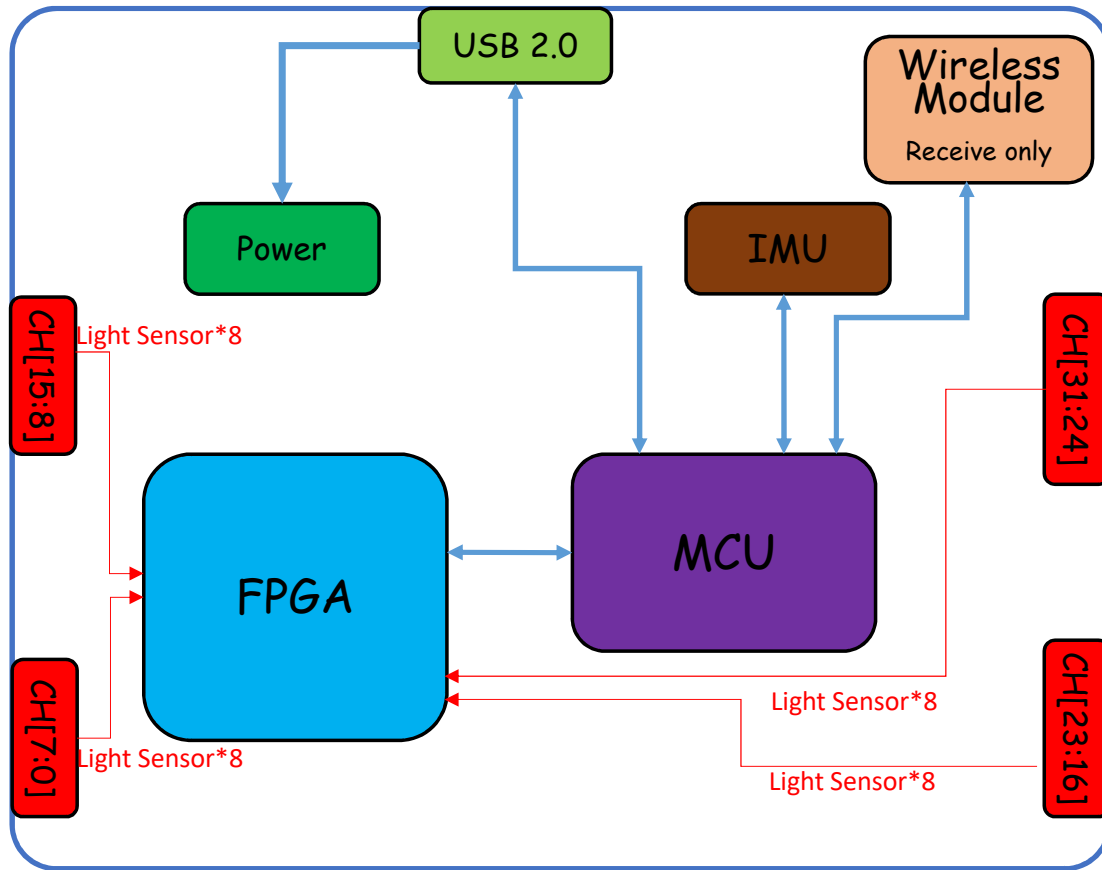 USB 2.0
Wireless
Module
Receive only
Power
IMU
CH[15:8]
Light Sensor*8
CH[31:24]
FPGA
MCU
CH[7:0]
Light Sensor*8
Light Sensor*8
CH[23:16]
Light Sensor*8